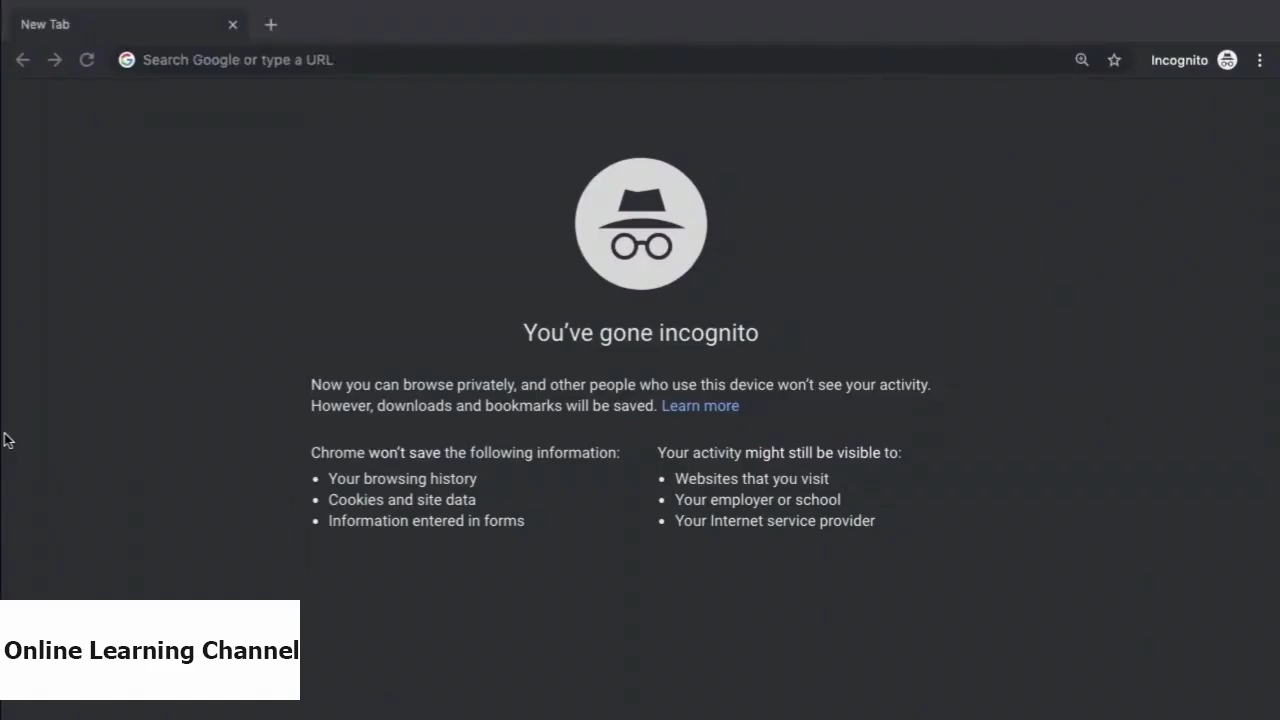 New Tab
Search Google or type a URL
Incognito
You’ve gone incognito
Now you can browse privately, and other people who use this device won’t see your activity.
However, downloads and bookmarks will be saved. Learn more
Chrome won’t save the following information:
• Your browsing history
• Cookies and site data
• Information entered in forms
Your activity might still be visible to:
• Websites that you visit
• Your employer or school
• Your Internet service provider
Online Learning Channel